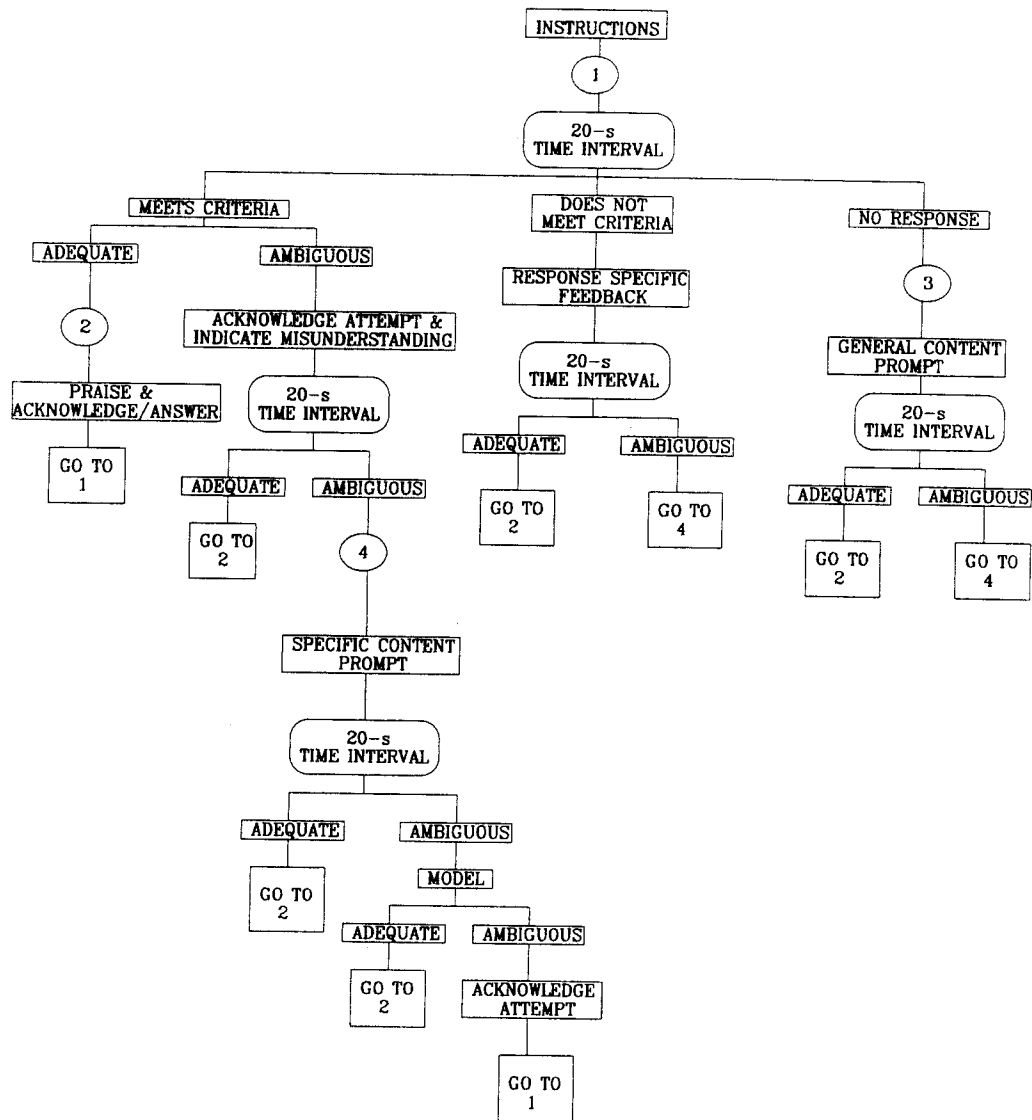 INSTRUCTIONS
1
20-s
TIME INTERVAL
MEETS CRITERIA
DOES NOT
MEET CRITERIA
NO RESPONSE
ADEQUATE
AMBIGUOUS
RESPONSE SPECIFIC
FEEDBACK
3
2
ACKNOWLEDGE ATTEMPT &
INDICATE MISUNDERSTANDING
GENERAL CONTENT
PROMPT
PRAISE &
ACKNOWLEDGE/ANSWER
20-s
TIME INTERVAL
20-s
TIME INTERVAL
20-s
TIME INTERVAL
GO TO
1
ADEQUATE
AMBIGUOUS
ADEQUATE
AMBIGUOUS
ADEQUATE
AMBIGUOUS
GO TO
2
4
GO TO
2
GO TO
4
GO TO
2
GO TO
4
SPECIFIC CONTENT
PROMPT
20-s
TIME INTERVAL
ADEQUATE
AMBIGUOUS
GO TO
2
MODEL
ADEQUATE
AMBIGUOUS
GO TO
2
ACKNOWLEDGE
ATTEMPT
GO TO
1